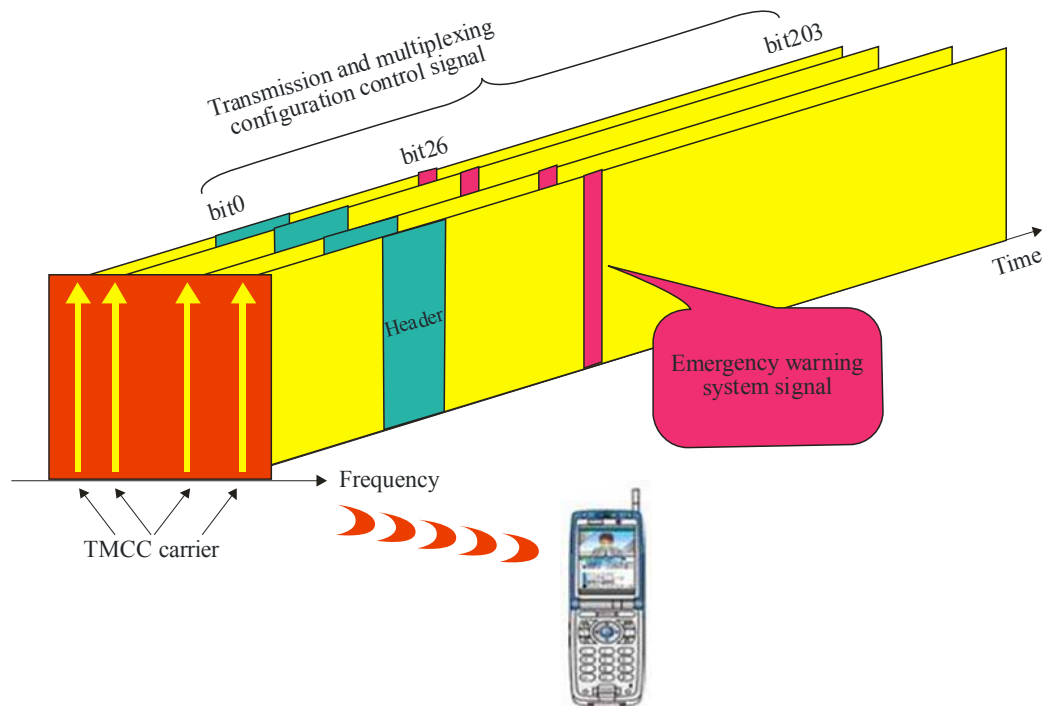 Transmission and multiplexing
configuration control signal
bit203
bit26
bit0
Time
Header
Emergency warning
system signal
Frequency
TMCC carrier